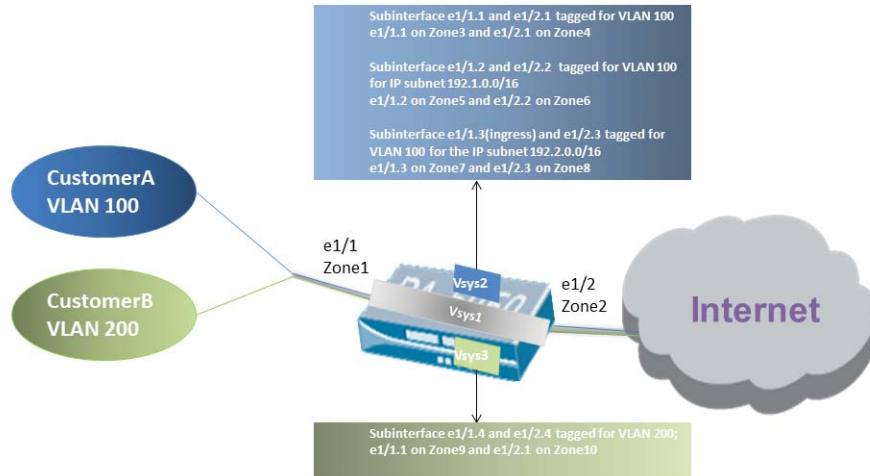 Subinterface e1/1.1 and e1/2.1 tagged for VLAN 100
e1/1.1 on Zone3 and e1/2.1 on Zone4
Subinterface e1/1.2 and e1/2.2 tagged for VLAN 100
for IP subnet 192.1.0.0/16
e1/1.2 on Zone5 and e1/2.2 on Zone6
Subinterface e1/1.3(ingress) and e1/2.3 tagged for
VLAN 100 for the IP subnet 192.2.0.0/16
e1/1.3 on Zone7 and e1/2.3 on Zone8
CustomerA
VLAN 100
CustomerB
VLAN 200
e1/1
Zone1
Vsys2
Vsys1
Vsys3
e1/2
Zone2
Internet
Subinterface e1/1.4 and e1/2.4 tagged for VLAN 200;
e1/1.1 on Zone9 and e1/2.1 on Zone10